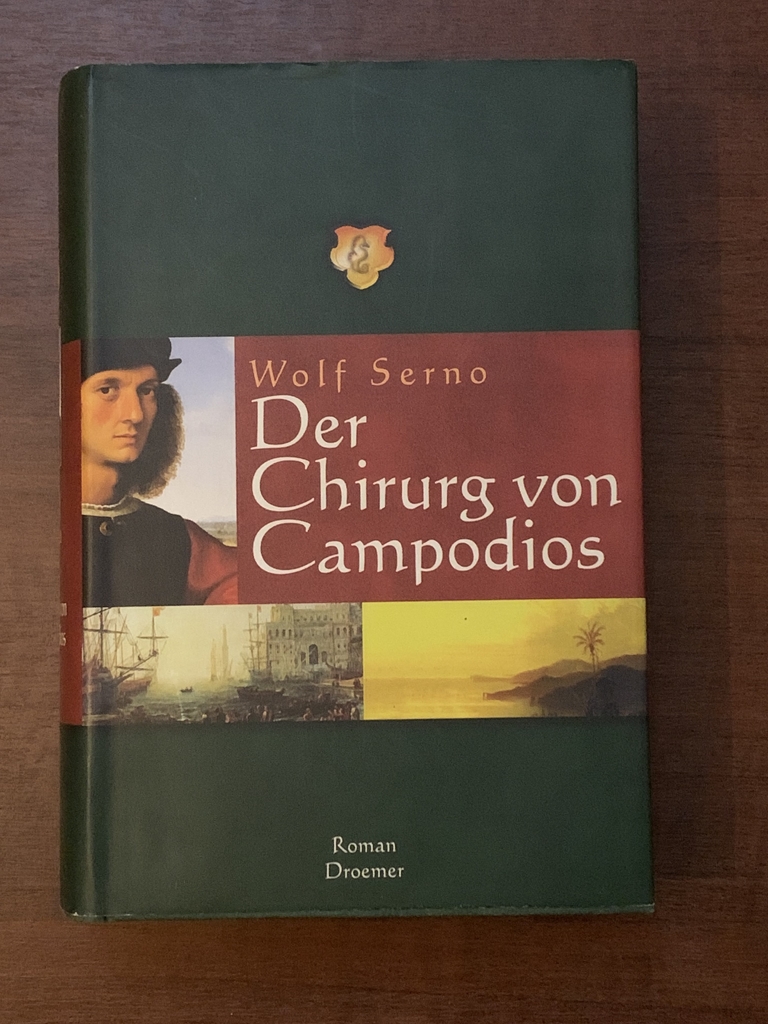 Wolf Serno
Der
Chirurg von
Campodios
Roman
Droemer